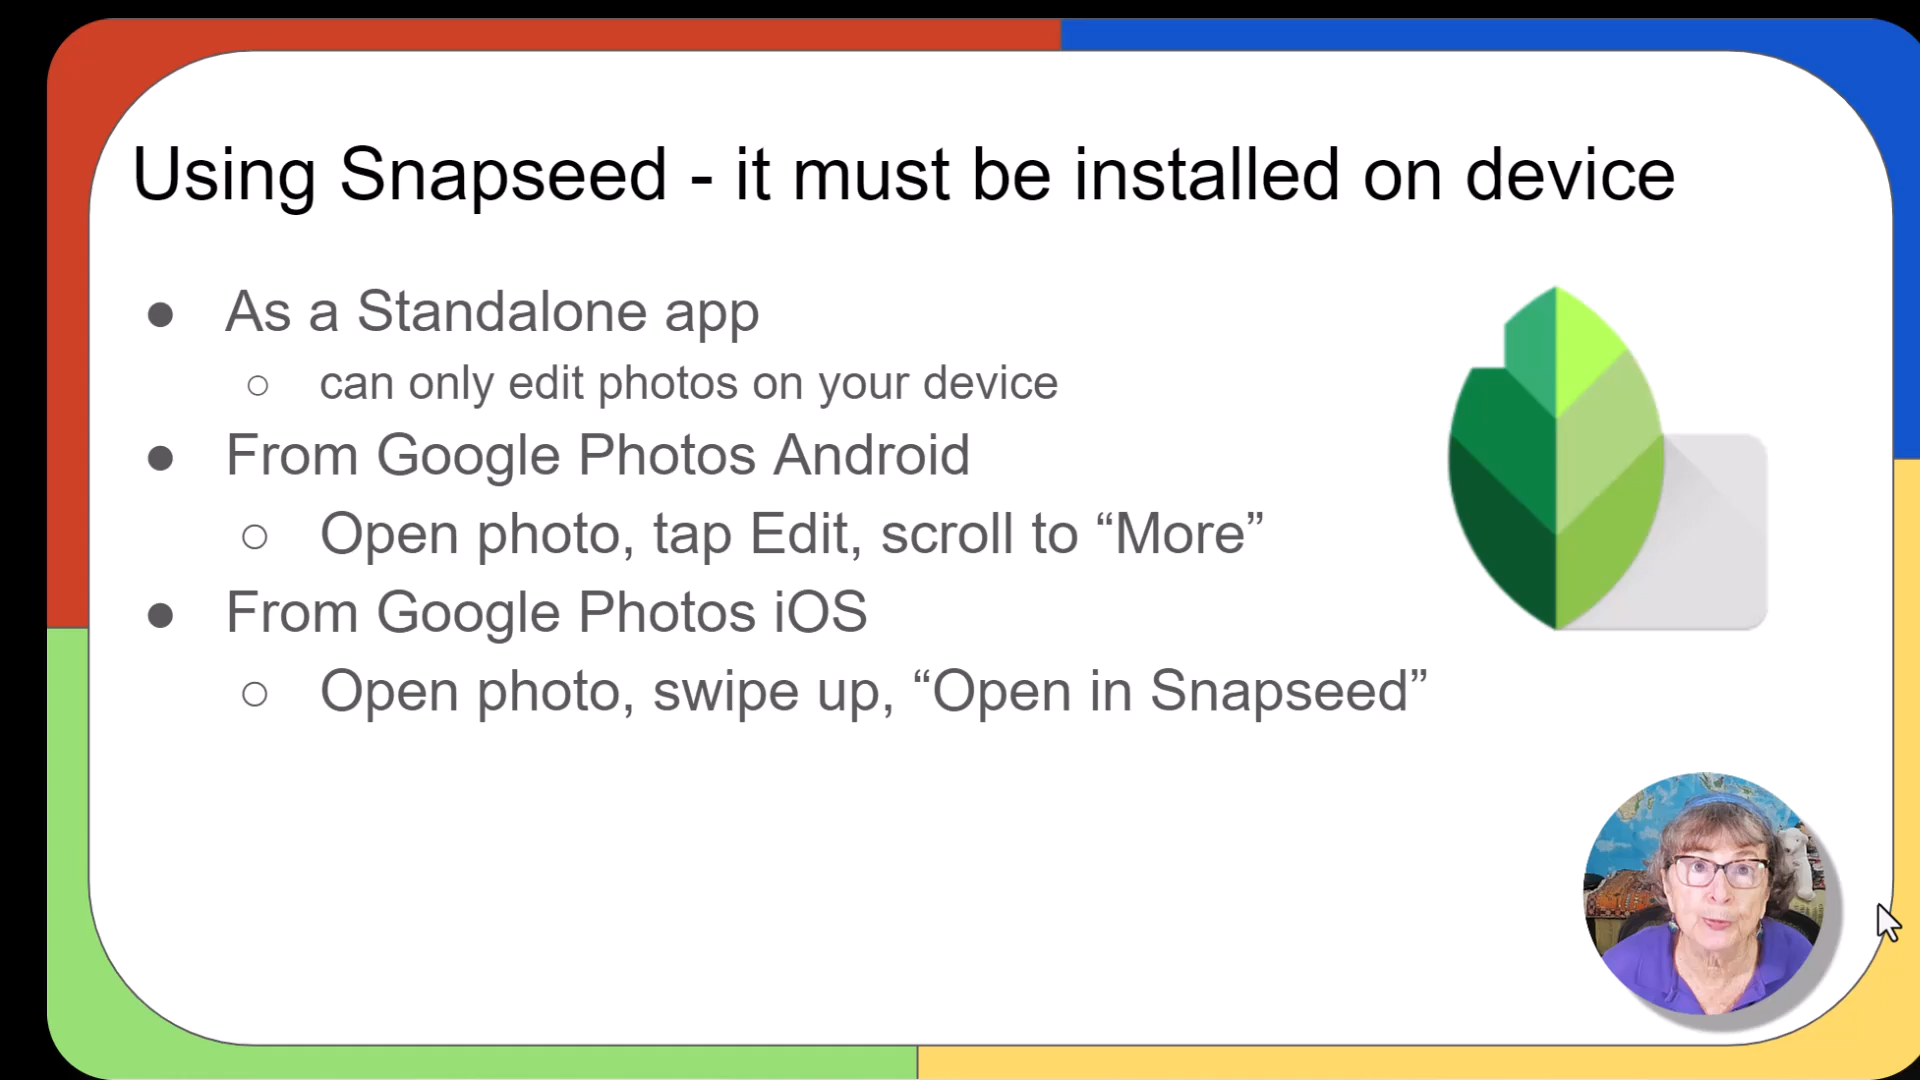 Using Snapseed - it must be installed on device
● As a Standalone app
○ can only edit photos on your device
● From Google Photos Android
○ Open photo, tap Edit, scroll to “More”
● From Google Photos iOS
○ Open photo, swipe up, “Open in Snapseed”